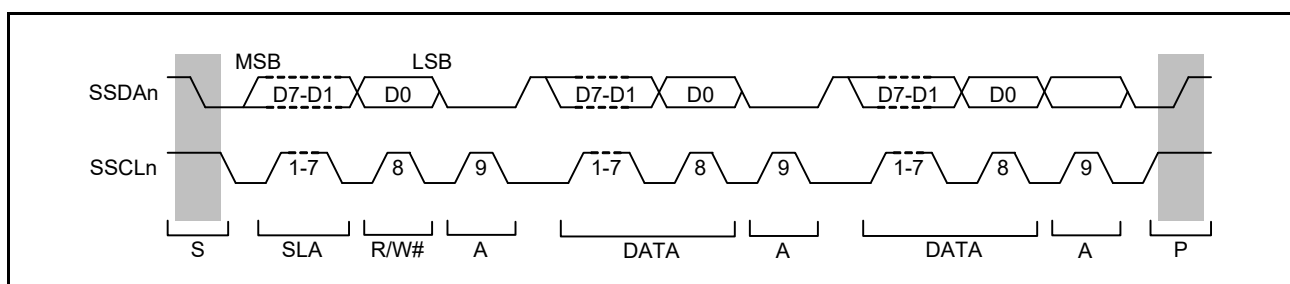 MSB LSB
SSDAn D7-D1 D0 D7-D1 D0 D7-D1 D0
SSCLn 1-7 8 9 1-7 8 9 1-7 8 9
S SLA R/W# A DATA A DATA A P